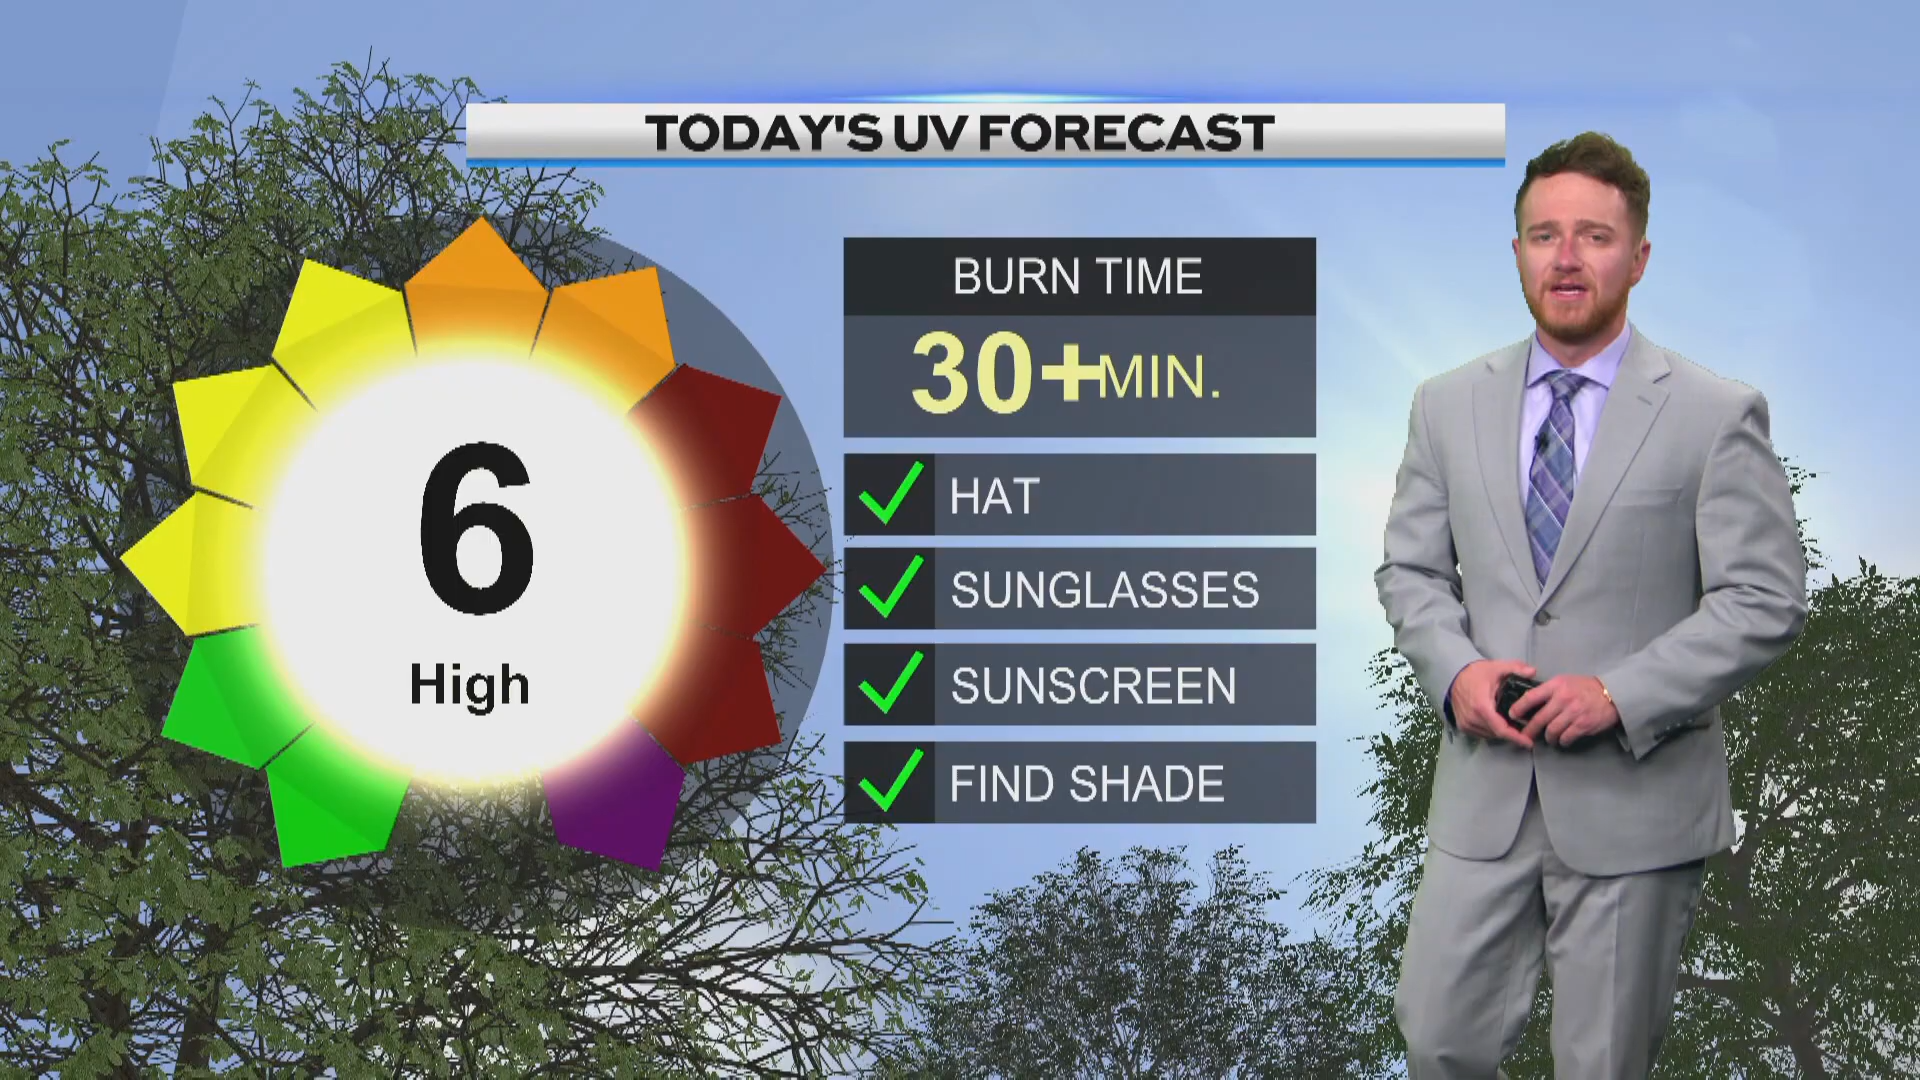 TODAY'S UV FORECAST
6
High
BURN TIME
30+ MIN.
HAT
SUNGLASSES
SUNSCREEN
FIND SHADE